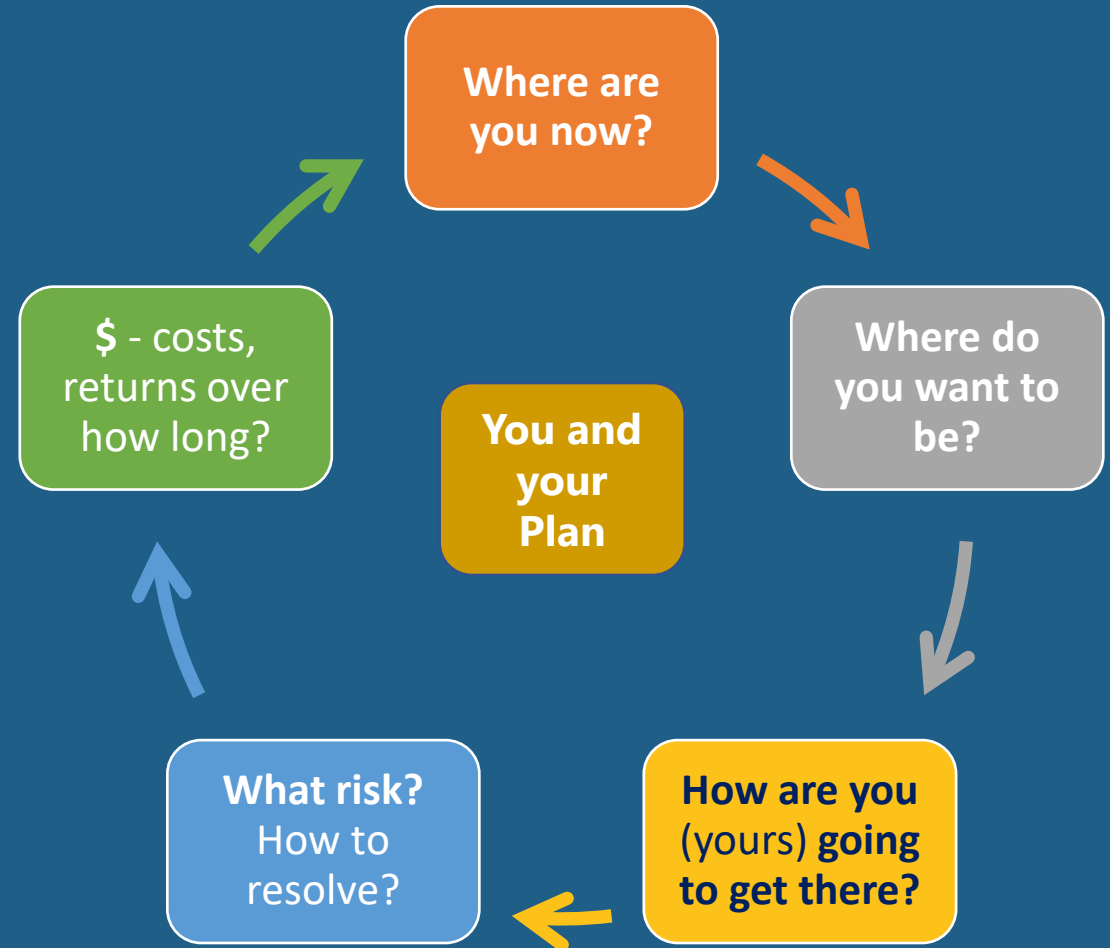 Where are
you now?
Where do
you want to
be?
How are you
(yours) going
to get there?
What risk?
How to
resolve?
$ - costs,
returns over
how long?
You and
your
Plan